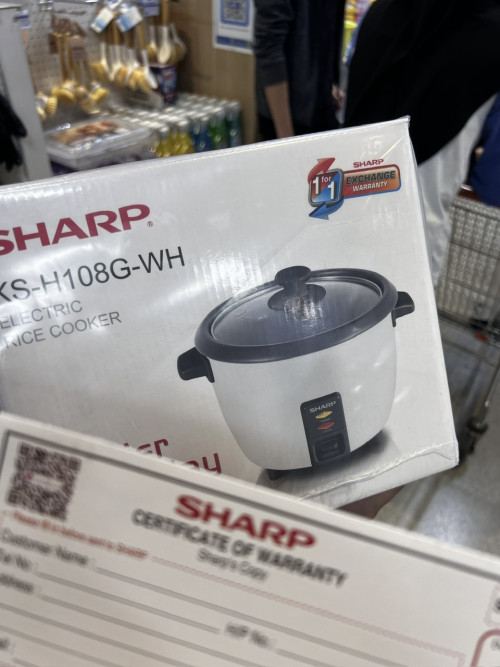 SHARP
EXCHANGE
1 for 1
WARRANTY
SHARP®
KS-H108G-WH
ELECTRIC
RICE COOKER
SHARP
SHARP
CERTIFICATE OF WARRANTY
Sharp's Copy
Customer Name :
H/P No. :